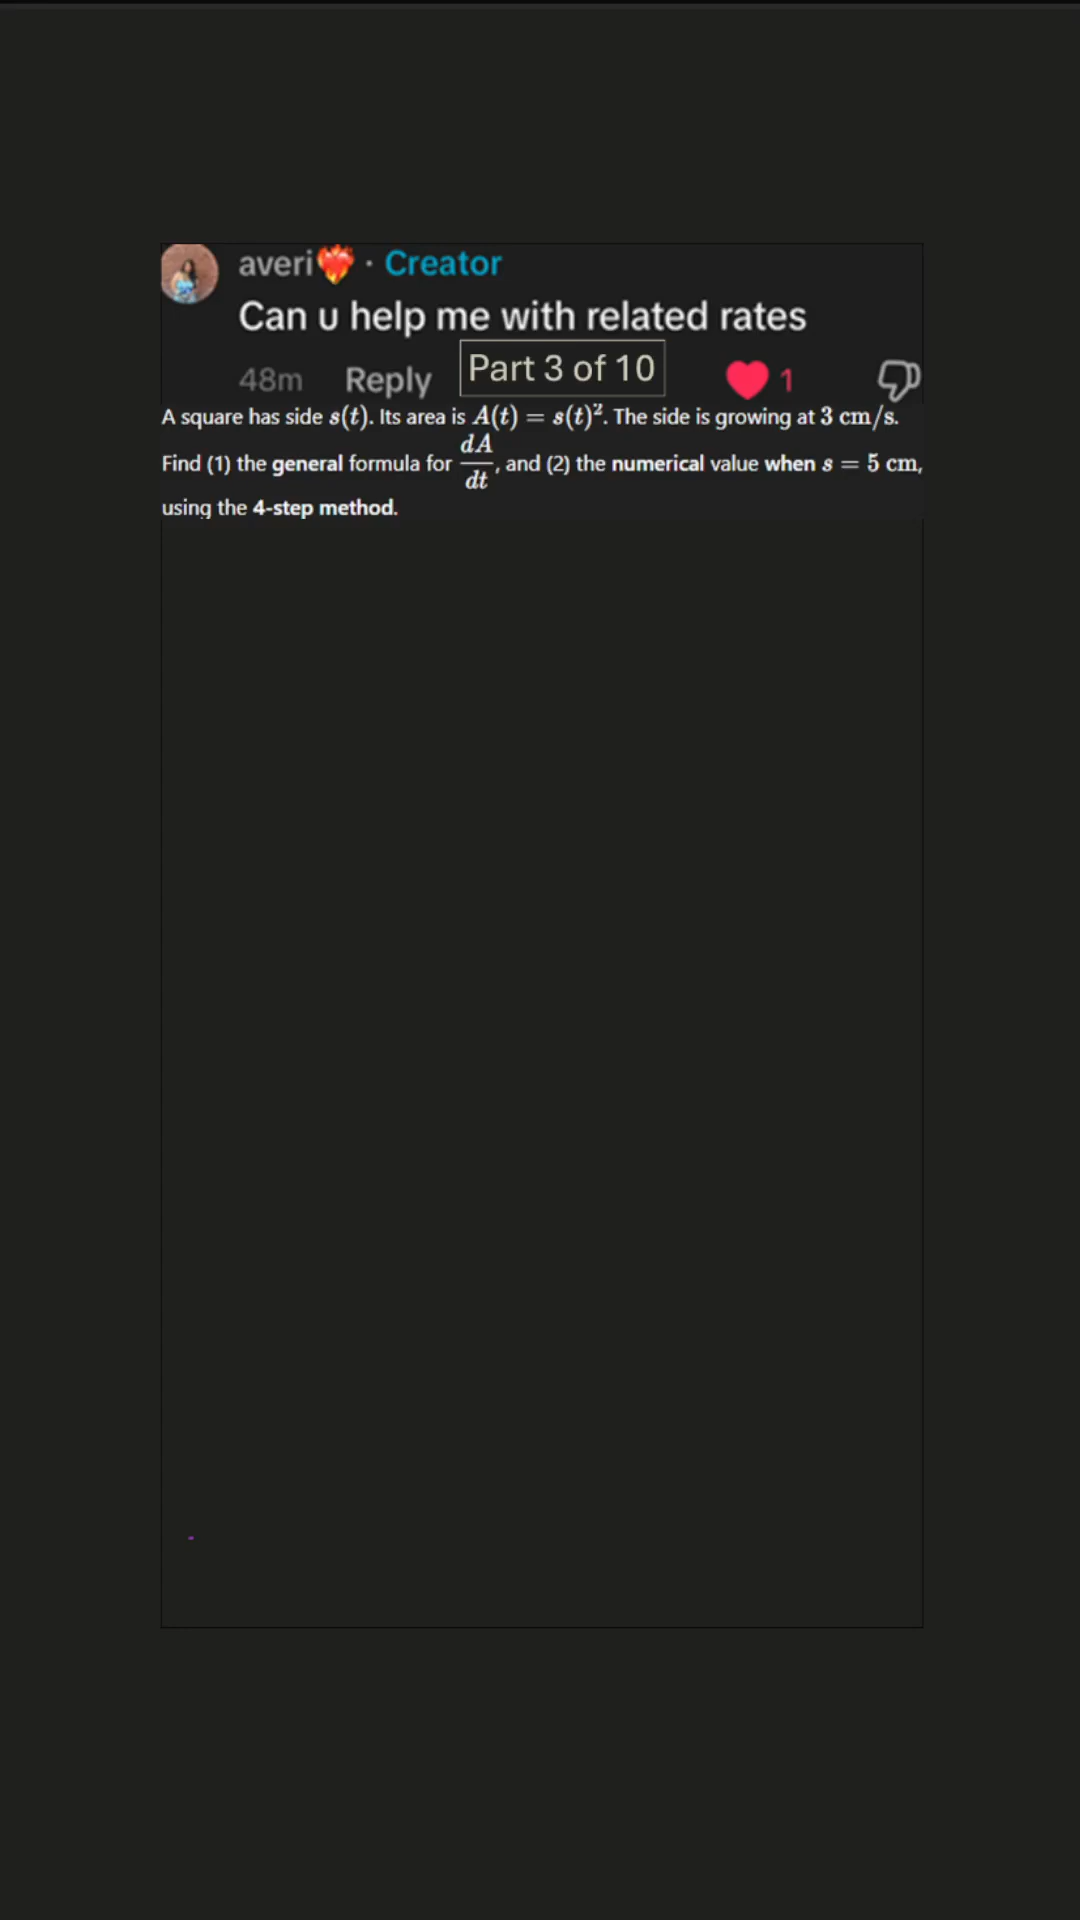 averi❤️‍🔥 · Creator
Can u help me with related rates
48m Reply Part 3 of 10 1
A square has side s(t). Its area is A(t) = s(t)². The side is growing at 3 cm/s.
Find (1) the general formula for dA/dt, and (2) the numerical value when s = 5 cm,
using the 4-step method.